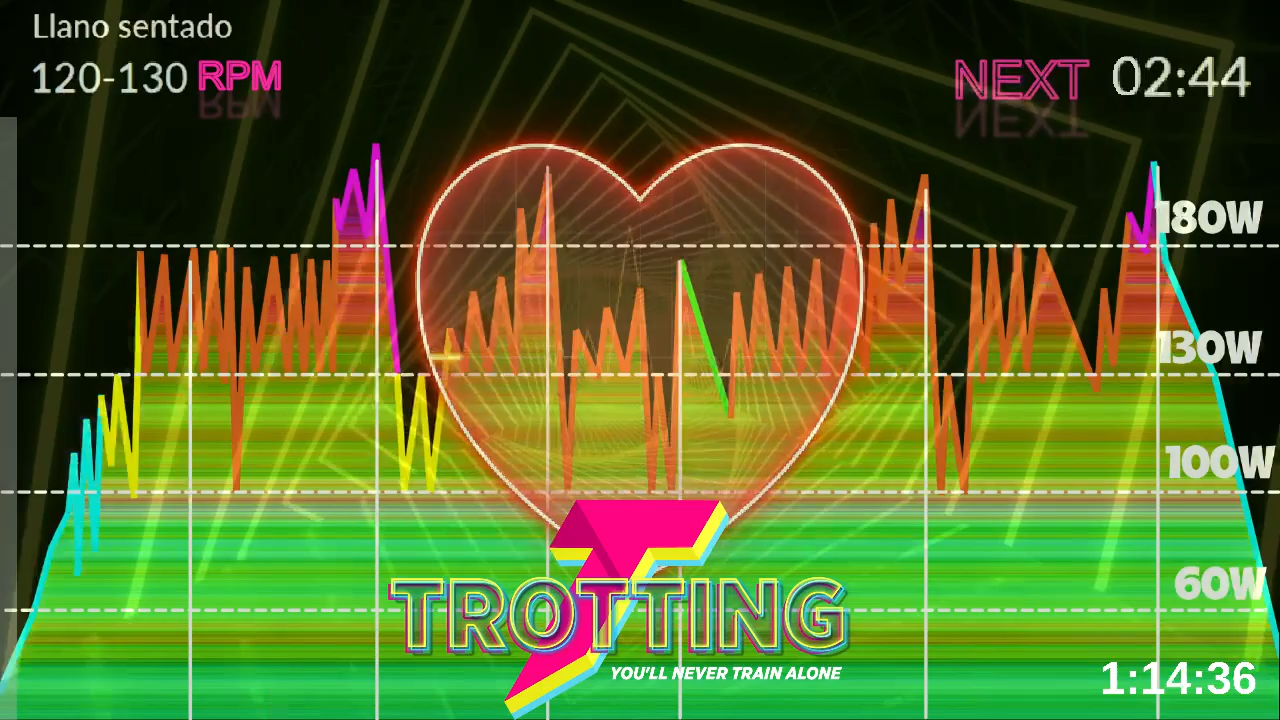 Llano sentado
120-130 RPM
NEXT 02:44
180W
130W
100W
60W
TROTTING
YOU'LL NEVER TRAIN ALONE
1:14:36